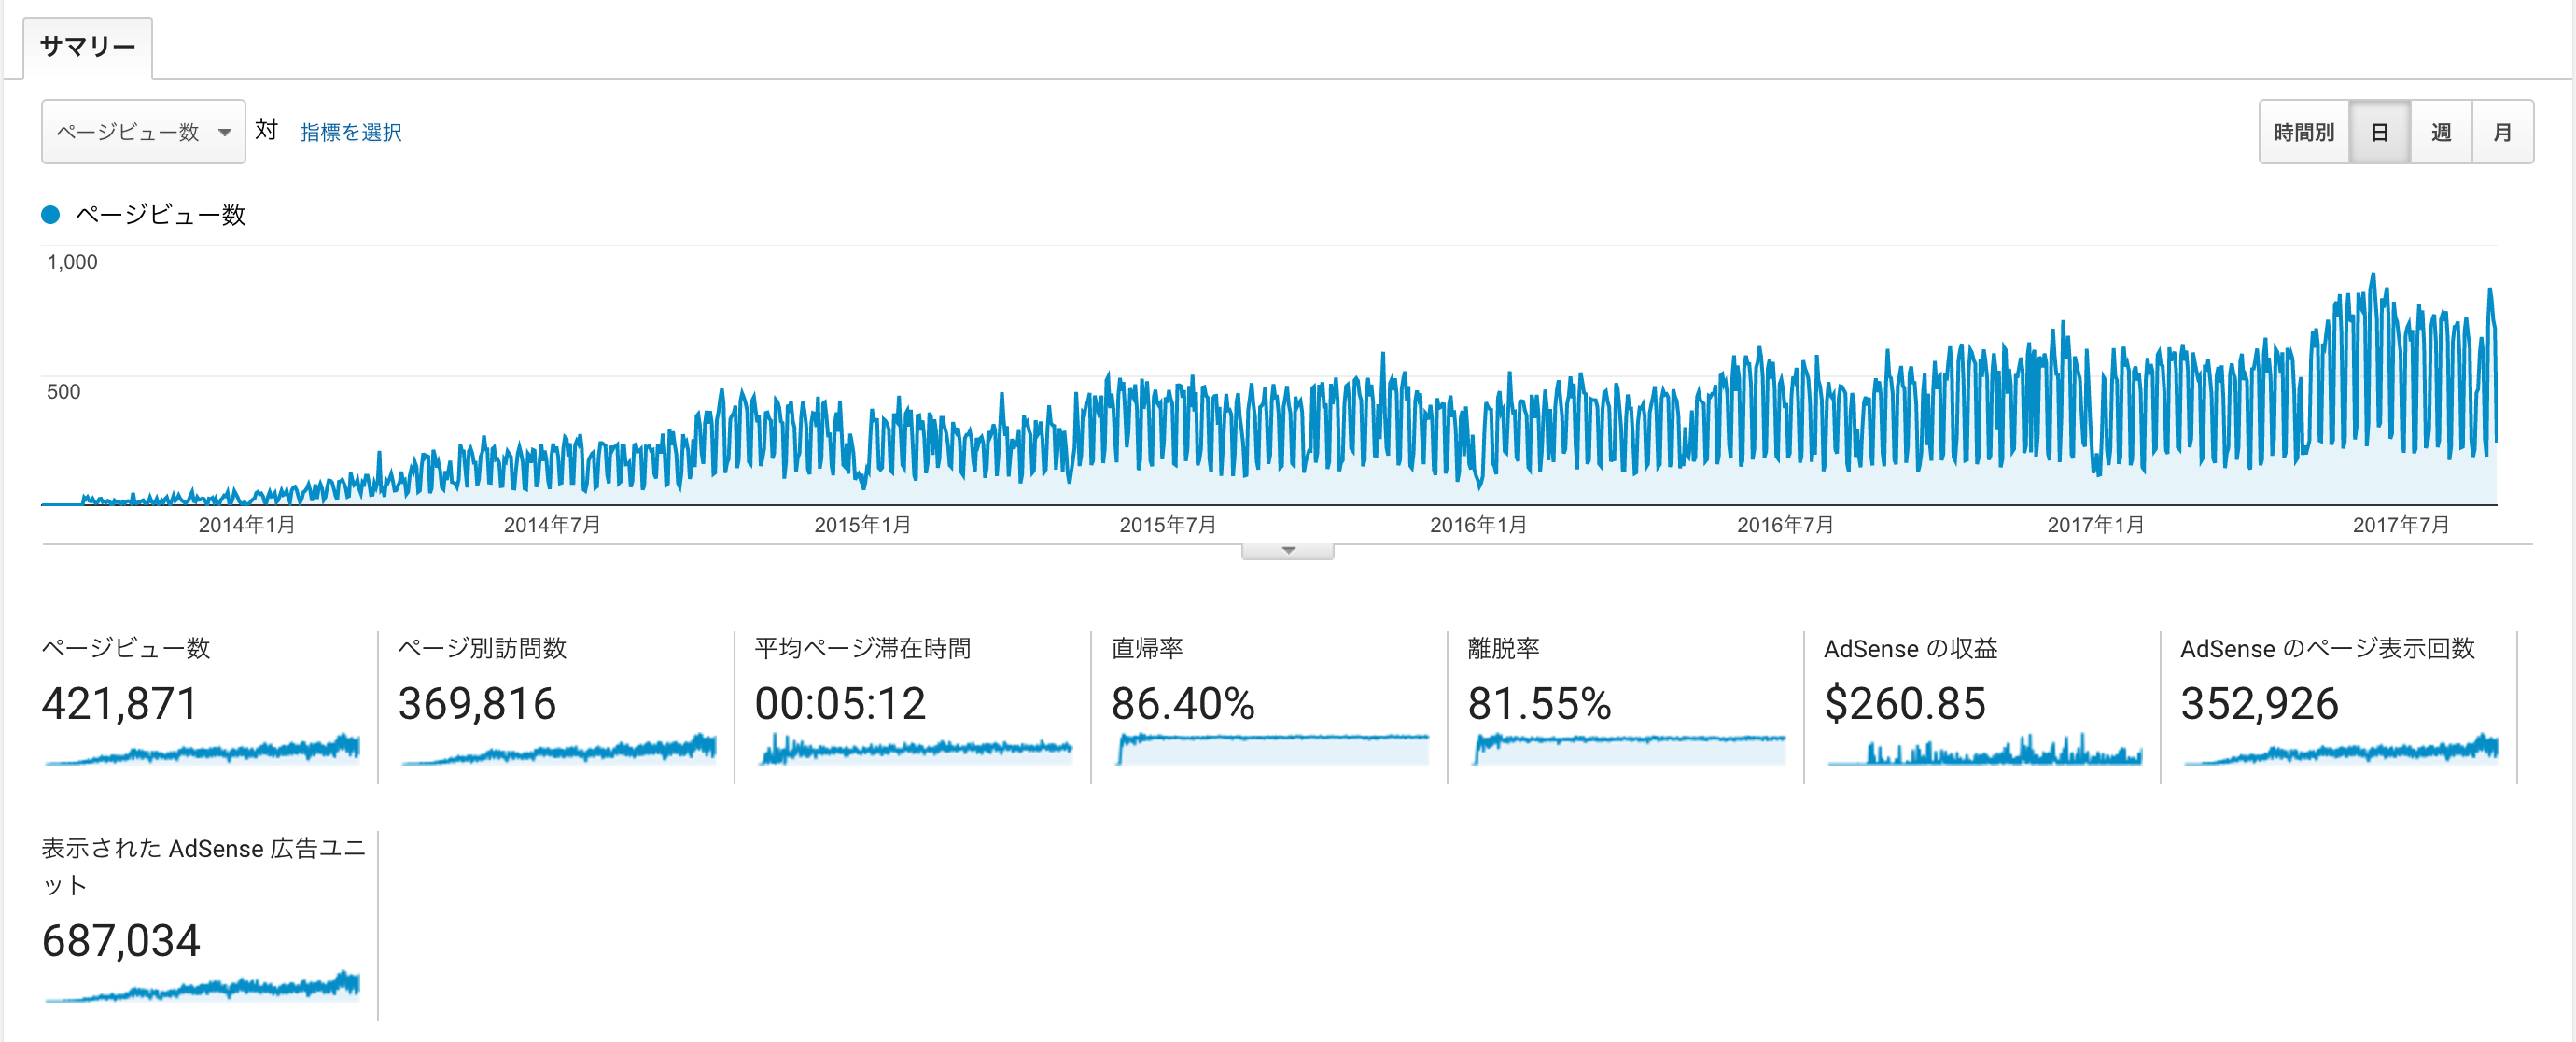 サマリー
ページビュー数 対 指標を選択
時間別 日 週 月
ページビュー数
1,000
500
2014年1月 2014年7月 2015年1月 2015年7月 2016年1月 2016年7月 2017年1月 2017年7月
ページビュー数
421,871
ページ別訪問数
369,816
平均ページ滞在時間
00:05:12
直帰率
86.40%
離脱率
81.55%
AdSense の収益
$260.85
AdSense のページ表示回数
352,926
表示された AdSense 広告ユニ
ット
687,034